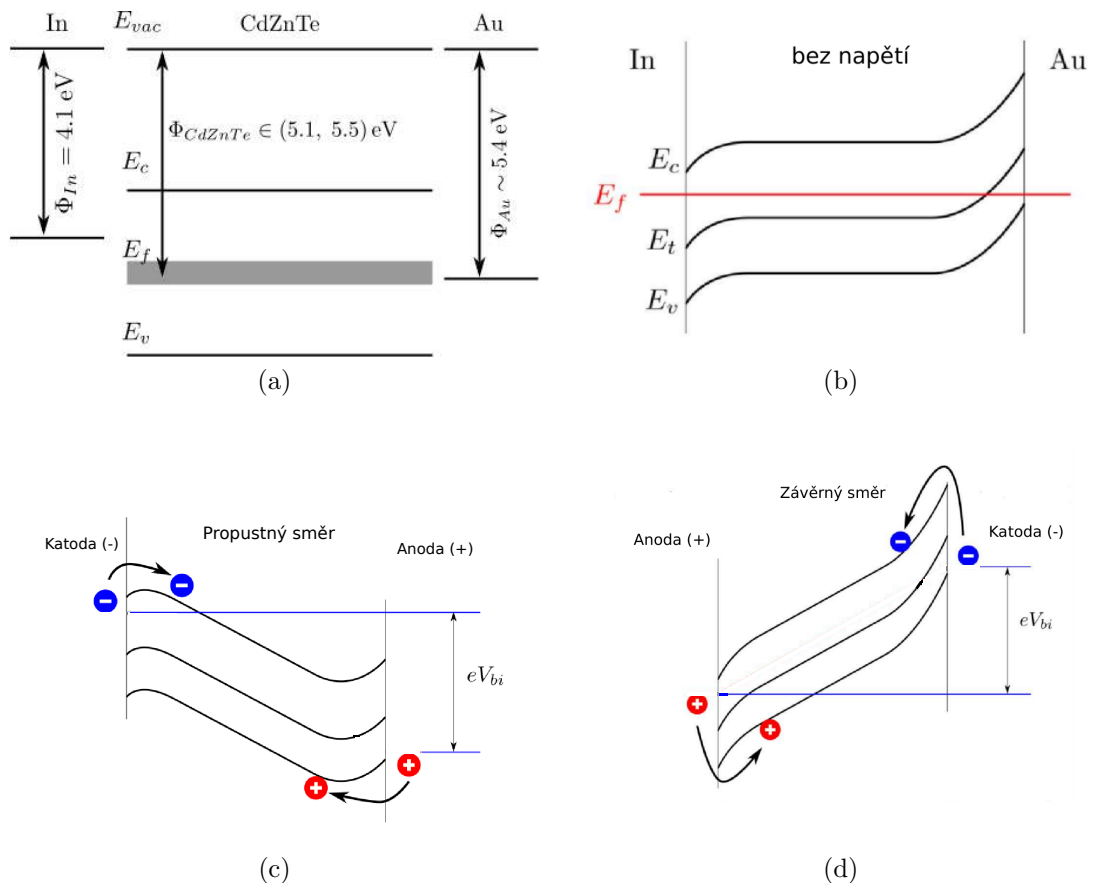 In
E_vac
CdZnTe
Au
Φ_In = 4.1 eV
Φ_CdZnTe ∈ (5.1, 5.5) eV
Φ_Au ∼ 5.4 eV
E_c
E_f
E_v
(a)
bez napětí
In
Au
E_c
E_f
E_t
E_v
(b)
Propustný směr
Katoda (-)
Anoda (+)
eV_bi
(c)
Závěrný směr
Anoda (+)
Katoda (-)
eV_bi
(d)